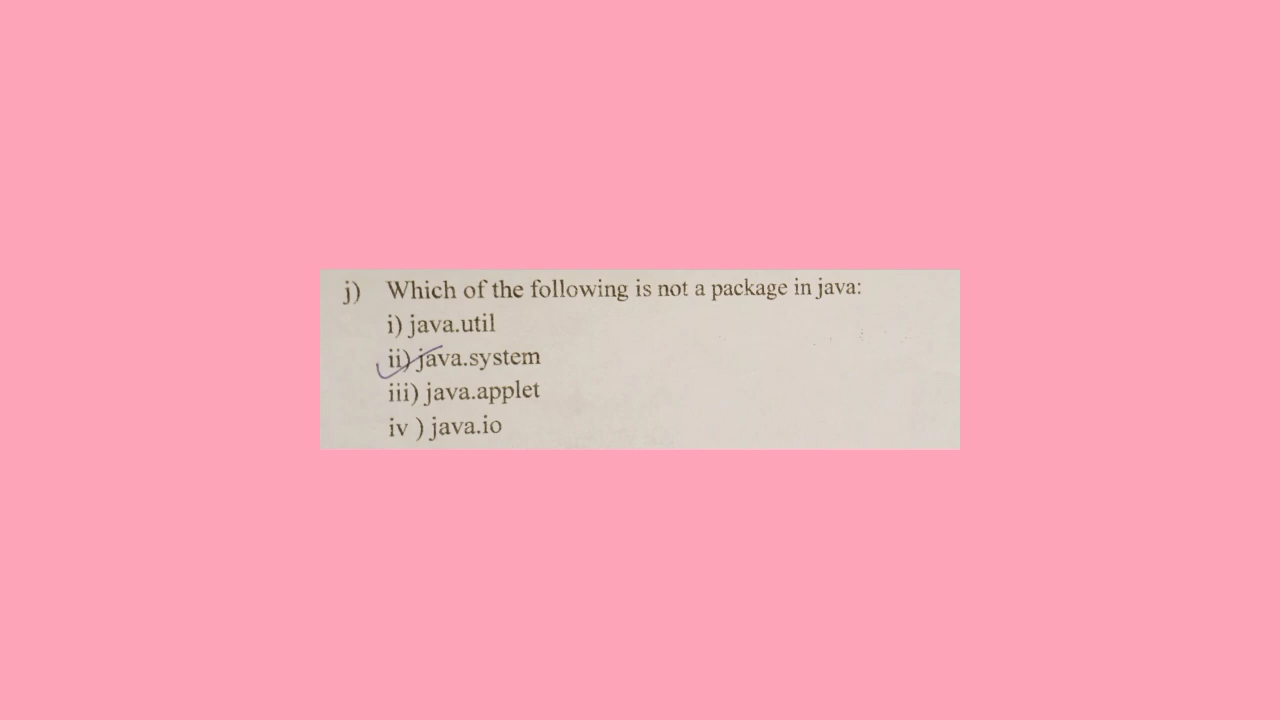 j) Which of the following is not a package in java:
i) java.util
ii) java.system
iii) java.applet
iv ) java.io